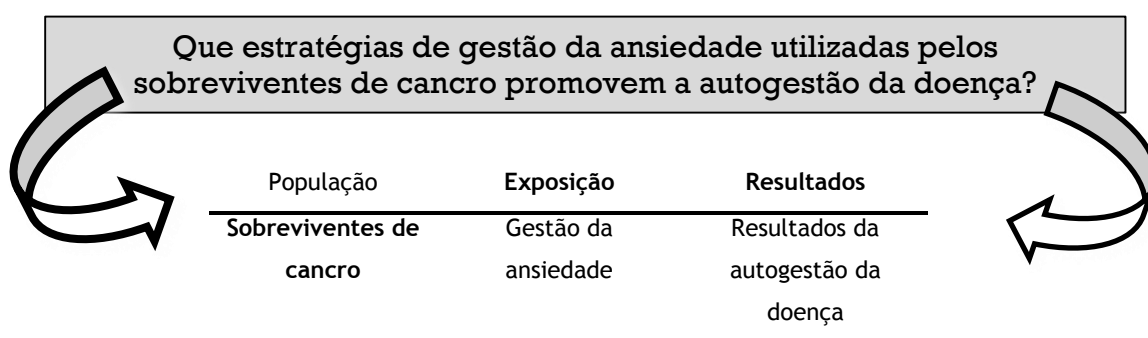 Que estratégias de gestão da ansiedade utilizadas pelos
sobreviventes de cancro promovem a autogestão da doença?
População Exposição Resultados
Sobreviventes de Gestão da Resultados da
cancro ansiedade autogestão da
doença